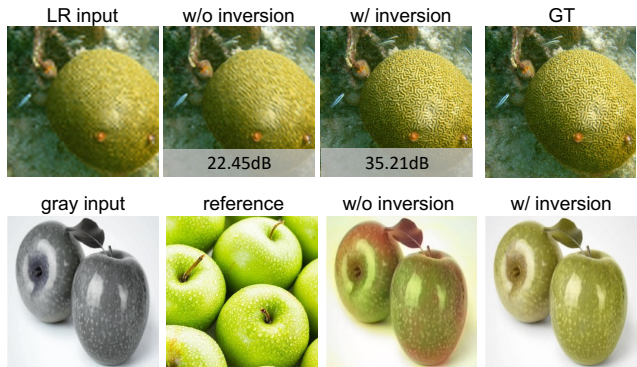 LR input w/o inversion w/ inversion GT
22.45dB 35.21dB
gray input reference w/o inversion w/ inversion